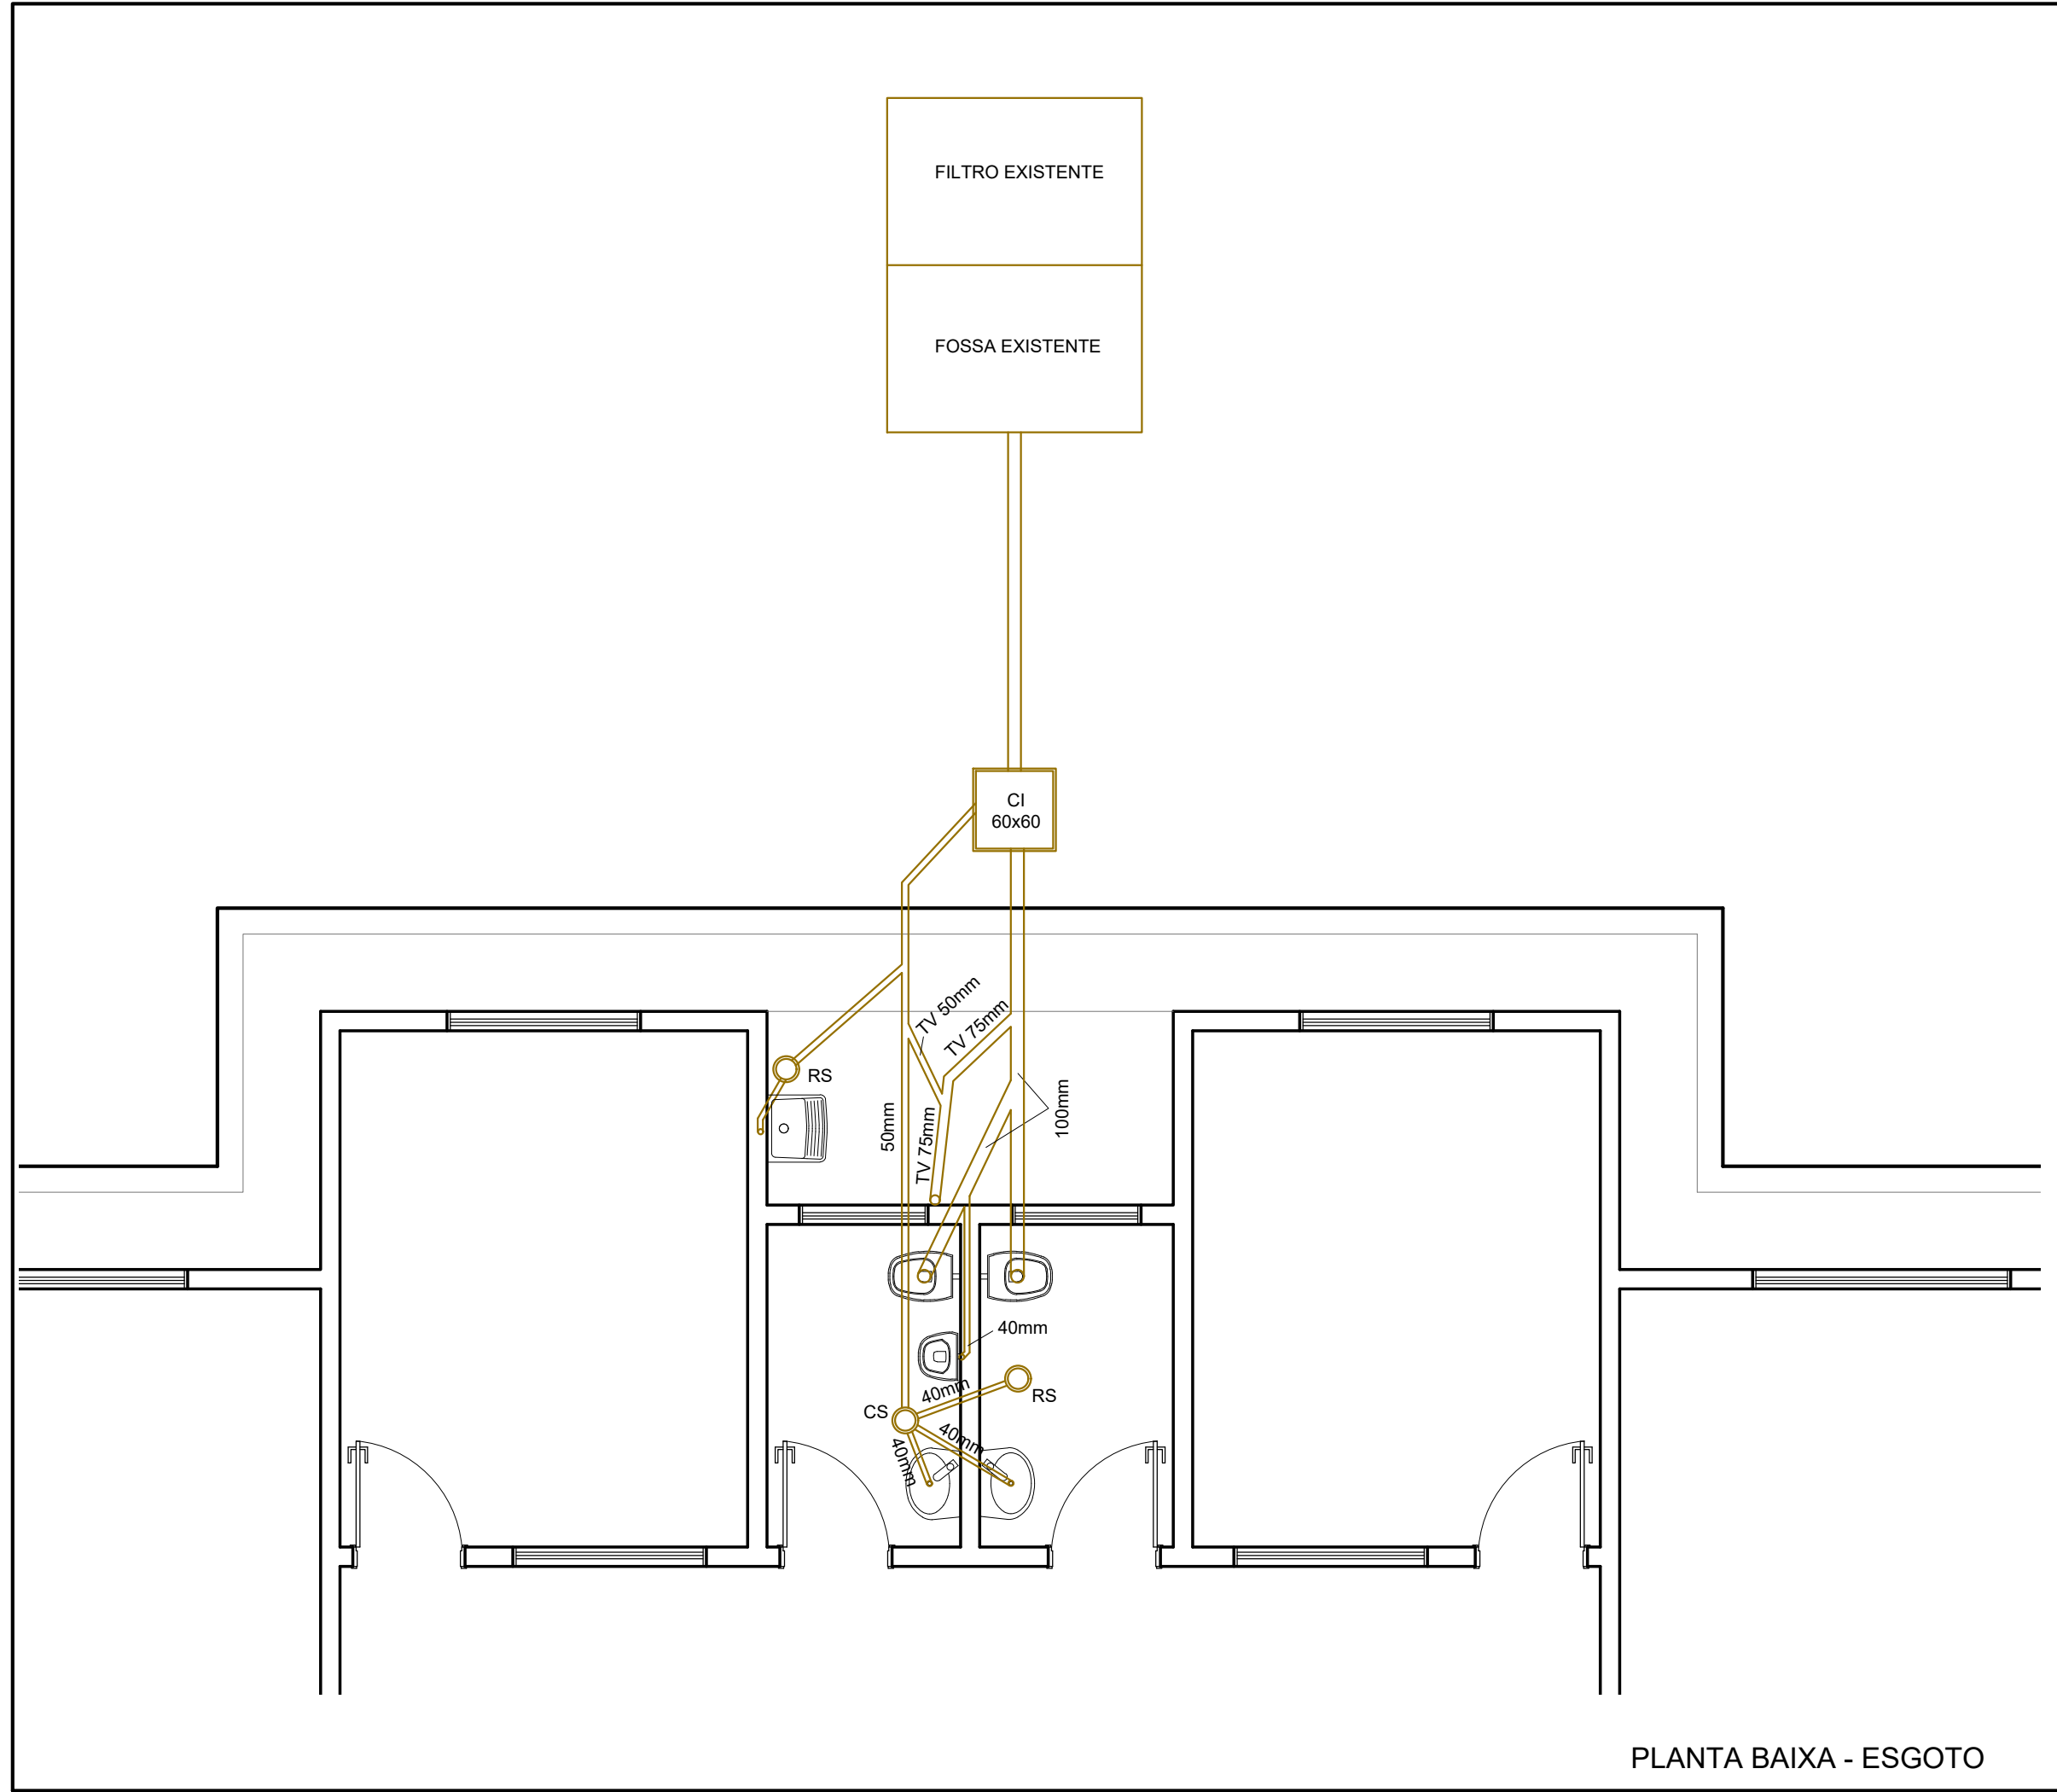 FILTRO EXISTENTE
FOSSA EXISTENTE
CI
60x60
TV 50mm
TV 75mm
RS
50mm
TV 75mm
100mm
40mm
40mm
RS
CS
40mm
40mm
PLANTA BAIXA - ESGOTO